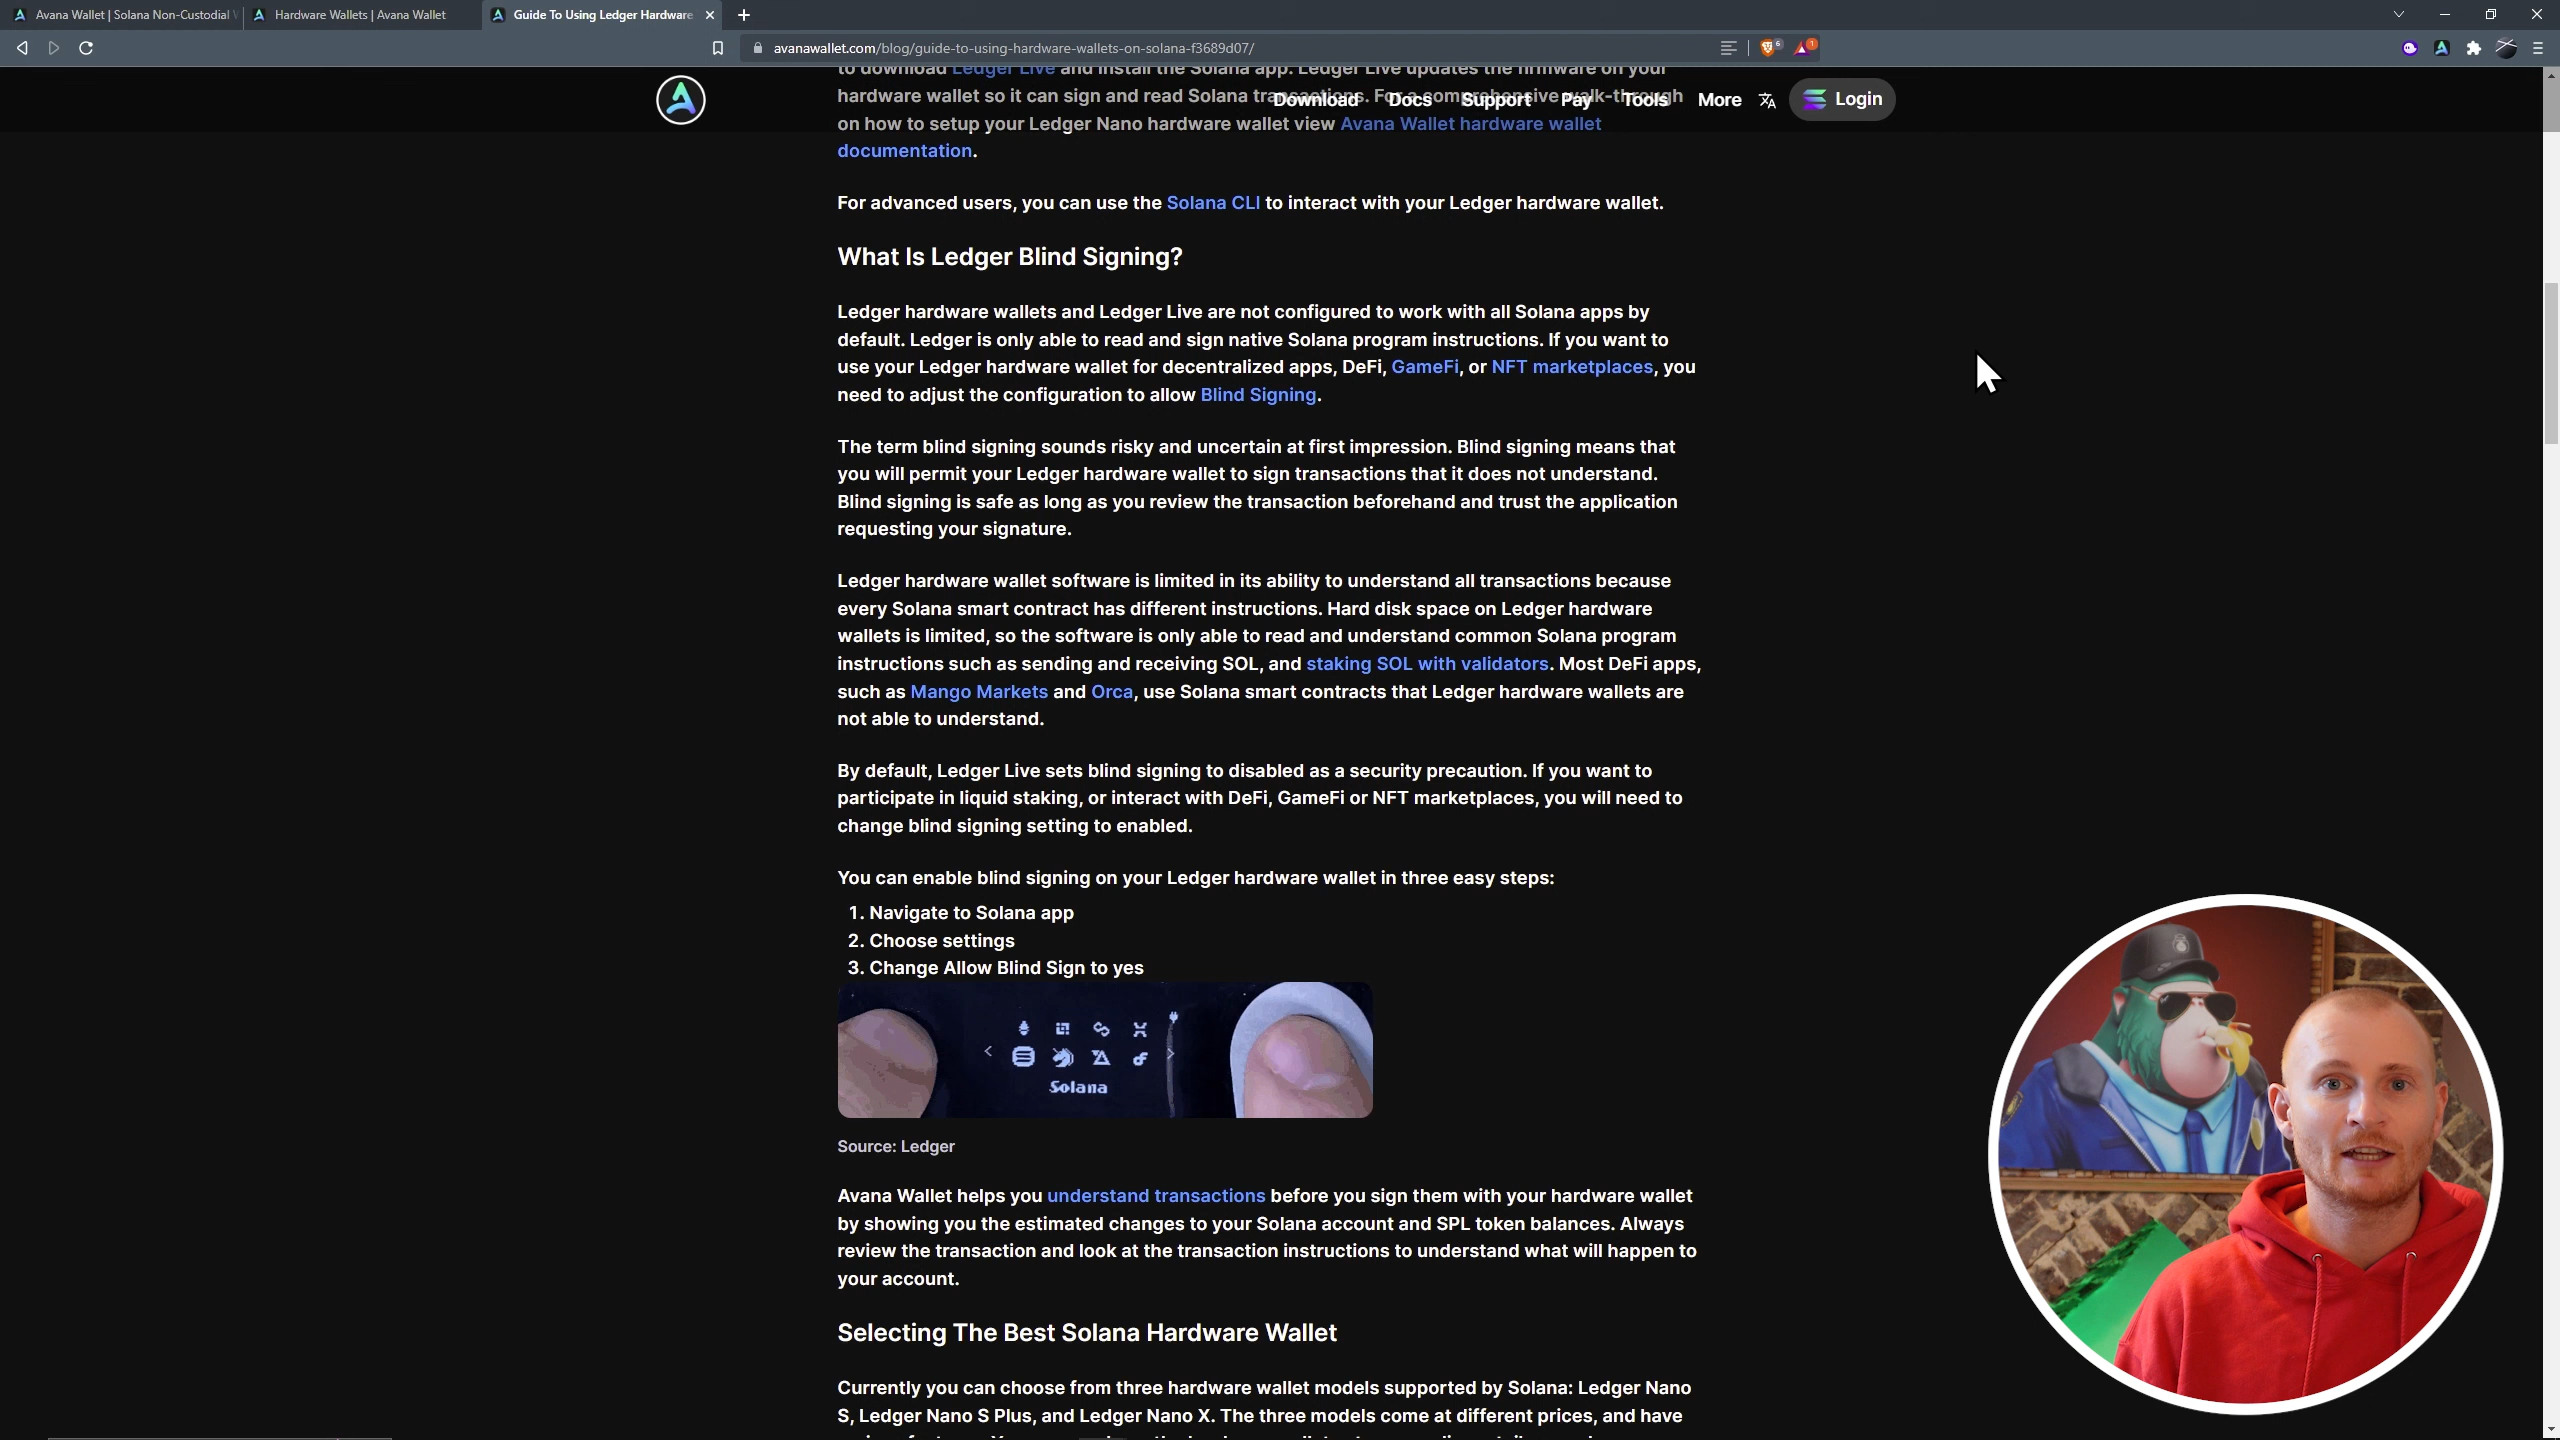 Avana Wallet | Solana Non-Custodial
Hardware Wallets | Avana Wallet
Guide To Using Ledger Hardware
avanawallet.com/blog/guide-to-using-hardware-wallets-on-solana-f3689d07/
6
1
to download Ledger Live and install the Solana app. Ledger Live updates the firmware on your
hardware wallet so it can sign and read Solana transactions. For a comprehensive walk-through
Download Docs Support Pay Tools More Login
on how to setup your Ledger Nano hardware wallet view Avana Wallet hardware wallet
documentation.
For advanced users, you can use the Solana CLI to interact with your Ledger hardware wallet.
What Is Ledger Blind Signing?
Ledger hardware wallets and Ledger Live are not configured to work with all Solana apps by
default. Ledger is only able to read and sign native Solana program instructions. If you want to
use your Ledger hardware wallet for decentralized apps, DeFi, GameFi, or NFT marketplaces, you
need to adjust the configuration to allow Blind Signing.
The term blind signing sounds risky and uncertain at first impression. Blind signing means that
you will permit your Ledger hardware wallet to sign transactions that it does not understand.
Blind signing is safe as long as you review the transaction beforehand and trust the application
requesting your signature.
Ledger hardware wallet software is limited in its ability to understand all transactions because
every Solana smart contract has different instructions. Hard disk space on Ledger hardware
wallets is limited, so the software is only able to read and understand common Solana program
instructions such as sending and receiving SOL, and staking SOL with validators. Most DeFi apps,
such as Mango Markets and Orca, use Solana smart contracts that Ledger hardware wallets are
not able to understand.
By default, Ledger Live sets blind signing to disabled as a security precaution. If you want to
participate in liquid staking, or interact with DeFi, GameFi or NFT marketplaces, you will need to
change blind signing setting to enabled.
You can enable blind signing on your Ledger hardware wallet in three easy steps:
1. Navigate to Solana app
2. Choose settings
3. Change Allow Blind Sign to yes
Solana
Source: Ledger
Avana Wallet helps you understand transactions before you sign them with your hardware wallet
by showing you the estimated changes to your Solana account and SPL token balances. Always
review the transaction and look at the transaction instructions to understand what will happen to
your account.
Selecting The Best Solana Hardware Wallet
Currently you can choose from three hardware wallet models supported by Solana: Ledger Nano
S, Ledger Nano S Plus, and Ledger Nano X. The three models come at different prices, and have